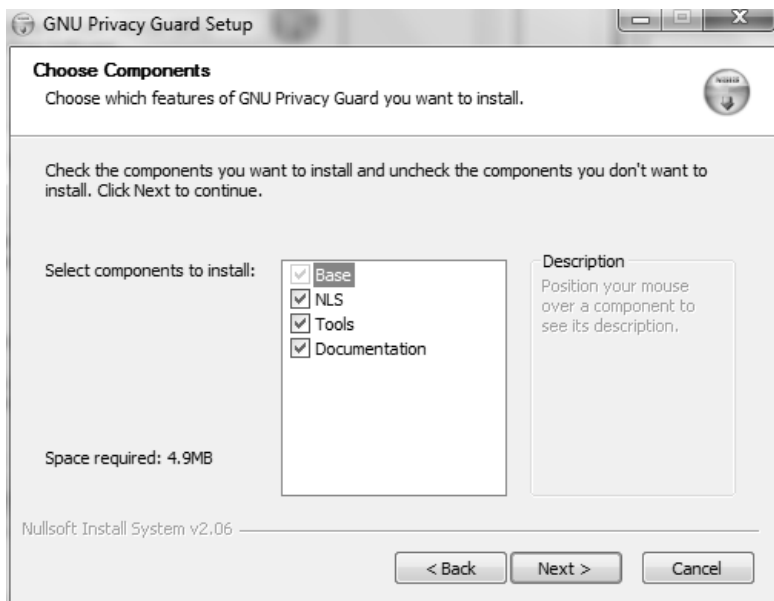 GNU Privacy Guard Setup
Choose Components
Choose which features of GNU Privacy Guard you want to install.
Check the components you want to install and uncheck the components you don't want to
install. Click Next to continue.
Select components to install:
Base
NLS
Tools
Documentation
Description
Position your mouse
over a component to
see its description.
Space required: 4.9MB
Nullsoft Install System v2.06
< Back
Next >
Cancel